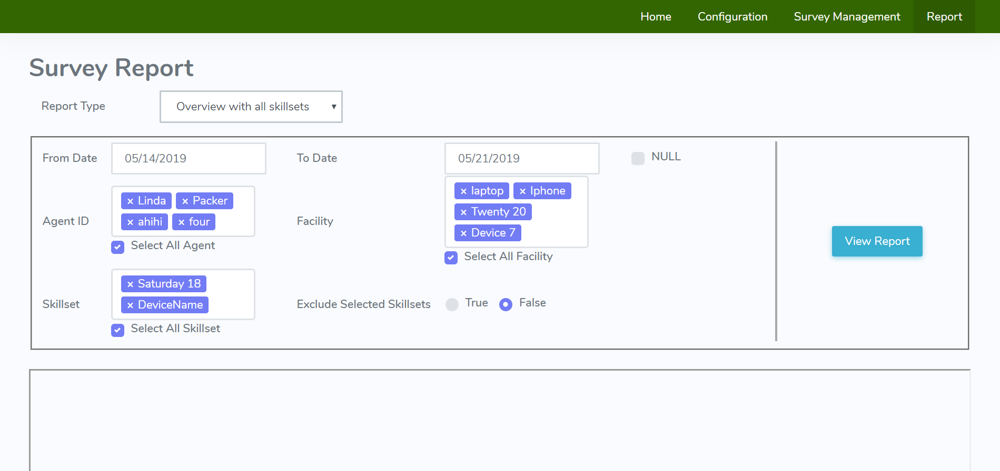 Home Configuration Survey Management Report
Survey Report
Report Type Overview with all skillsets
From Date 05/14/2019 To Date 05/21/2019 NULL
Agent ID
× Linda × Packer
× ahihi × four
Select All Agent
Facility
× laptop × Iphone
× Twenty 20
× Device 7
Select All Facility
View Report
Skillset
× Saturday 18
× DeviceName
Select All Skillset
Exclude Selected Skillsets True False